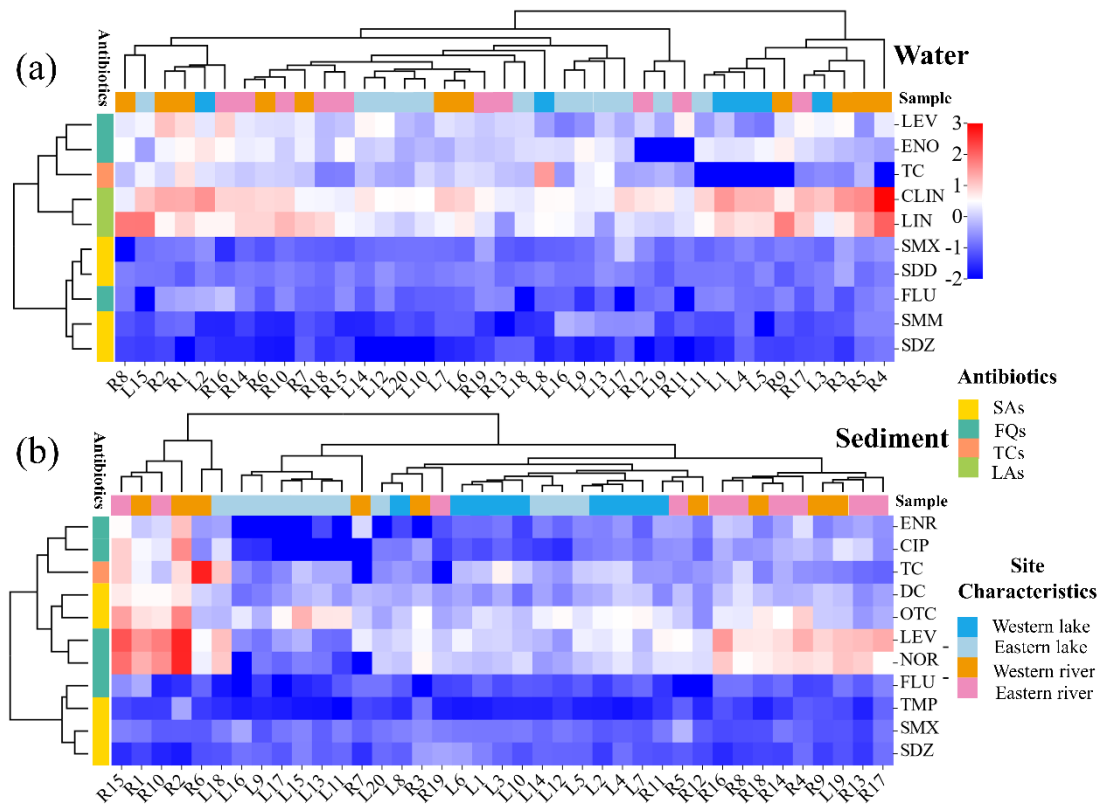 (a)
Antibiotics
Water
Sample
LEV
ENO
TC
CLIN
LIN
SMX
SDD
FLU
SMM
SDZ
3
2
1
0
-1
-2
R8 L15 R2 R1 L2 R16 R14 R6 R10 R7 R18 R15 L14 L12 L20 L10 L7 L6 R19 R13 L18 L8 L16 L9 L13 L17 R12 L19 R11 L11 L1 L4 L5 R9 R17 L3 R3 R5 R4
(b)
Antibiotics
Sediment
Sample
ENR
CIP
TC
DC
OTC
LEV
NOR
FLU
TMP
SMX
SDZ
R15 R1 R10 R2 R6 L18 L16 L9 L17 L15 L13 L11 R7 L20 L8 R3 R19 L6 L1 L3 L10 L14 L12 L5 L2 L4 L7 R11 R5 R12 R16 R8 R18 R14 R4 R9 L19 R13 R17
Antibiotics
SAs
FQs
TCs
LAs
Site
Characteristics
Western lake
Eastern lake
Western river
Eastern river